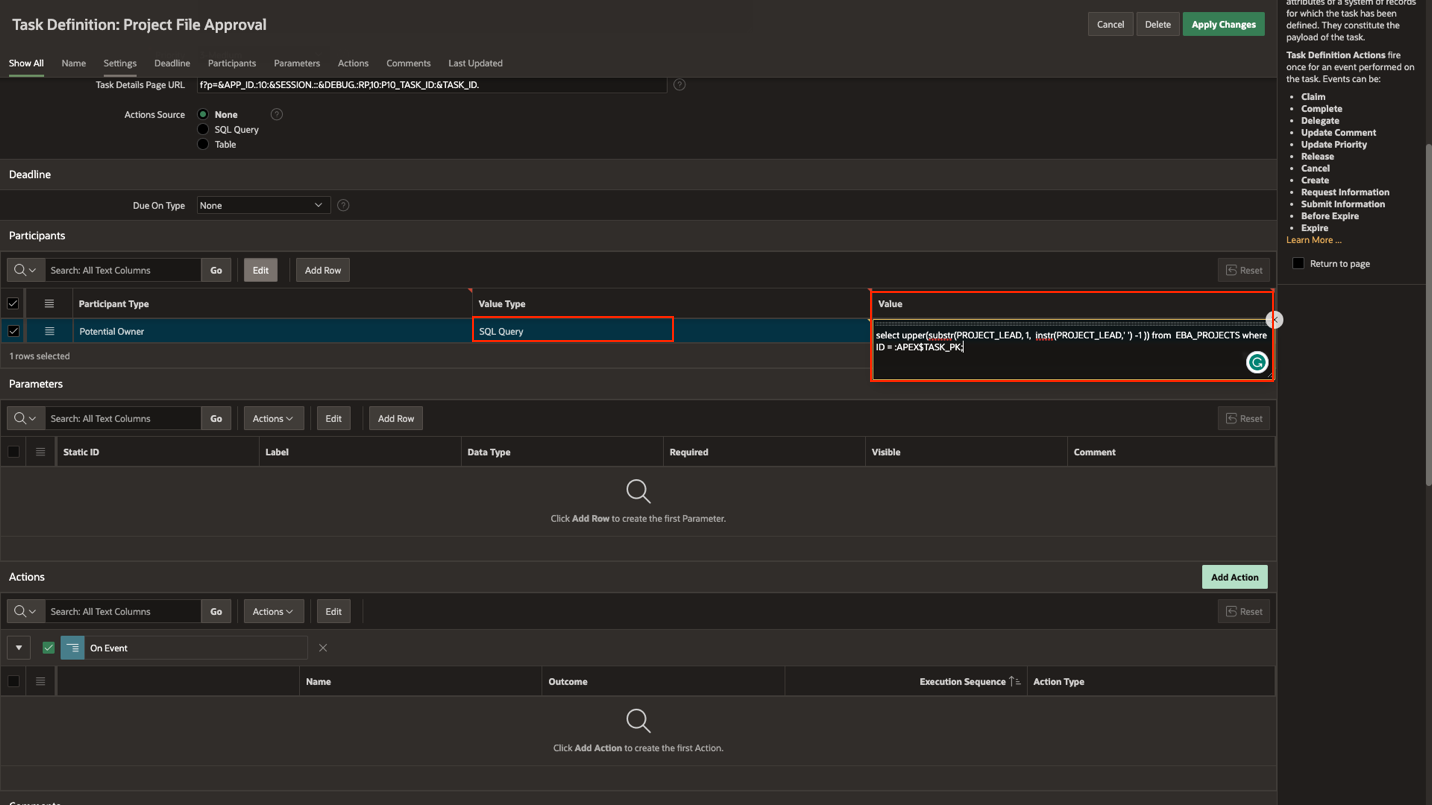 Task Definition: Project File Approval
Cancel
Delete
Apply Changes
Show All
Name
Settings
Deadline
Participants
Parameters
Actions
Comments
Last Updated
Task Details Page URL
f?p=&APP_ID.:10:&SESSION.::&DEBUG.:RP,10:P10_TASK_ID:&TASK_ID.
Actions Source
None
SQL Query
Table
Deadline
Due On Type
None
Participants
Search: All Text Columns
Go
Edit
Add Row
Reset
Participant Type
Value Type
Value
Potential Owner
SQL Query
select upper(substr(PROJECT_LEAD, 1, instr(PROJECT_LEAD,' ') -1 )) from EBA_PROJECTS where
ID = :APEX$TASK_PK;
1 rows selected
Parameters
Search: All Text Columns
Go
Actions
Edit
Add Row
Reset
Static ID
Label
Data Type
Required
Visible
Comment
Click Add Row to create the first Parameter.
Actions
Add Action
Search: All Text Columns
Go
Actions
Edit
Reset
On Event
Name
Outcome
Execution Sequence
Action Type
Click Add Action to create the first Action.
attributes of a system of records
for which the task has been
defined. They constitute the
payload of the task.
Task Definition Actions fire
once for an event performed on
the task. Events can be:
• Claim
• Complete
• Delegate
• Update Comment
• Update Priority
• Release
• Cancel
• Create
• Request Information
• Submit Information
• Before Expire
• Expire
Learn More ...
Return to page